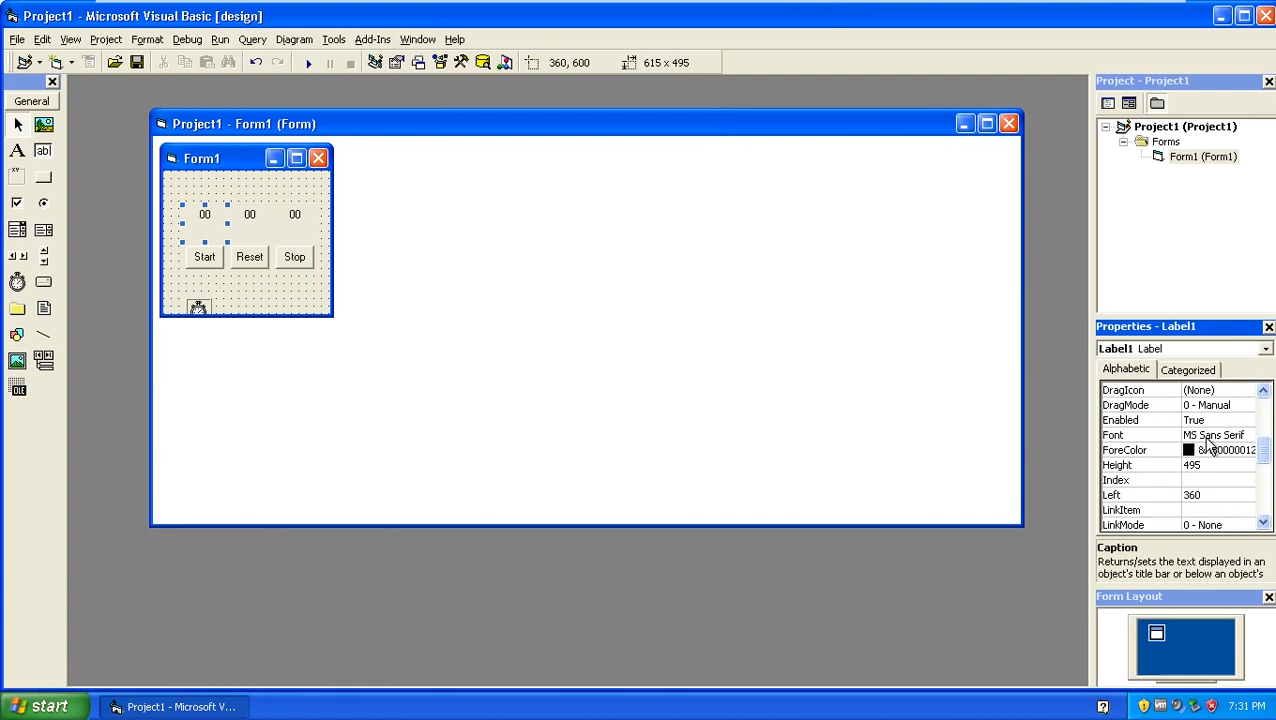 Project1 - Microsoft Visual Basic [design]
File Edit View Project Format Debug Run Query Diagram Tools Add-Ins Window Help
360, 600 615 x 495
General
A ab|
xy
OLE
Project1 - Form1 (Form)
Form1
00 00 00
Start Reset Stop
Project - Project1
Project1 (Project1)
Forms
Form1 (Form1)
Properties - Label1
Label1 Label
Alphabetic Categorized
DragIcon (None)
DragMode 0 - Manual
Enabled True
Font MS Sans Serif
ForeColor
Height 495
Index
Left 360
LinkItem
LinkMode 0 - None
Caption
Returns/sets the text displayed in an
object's title bar or below an object's
Form Layout
start Project1 - Microsoft V... ? 7:31 PM